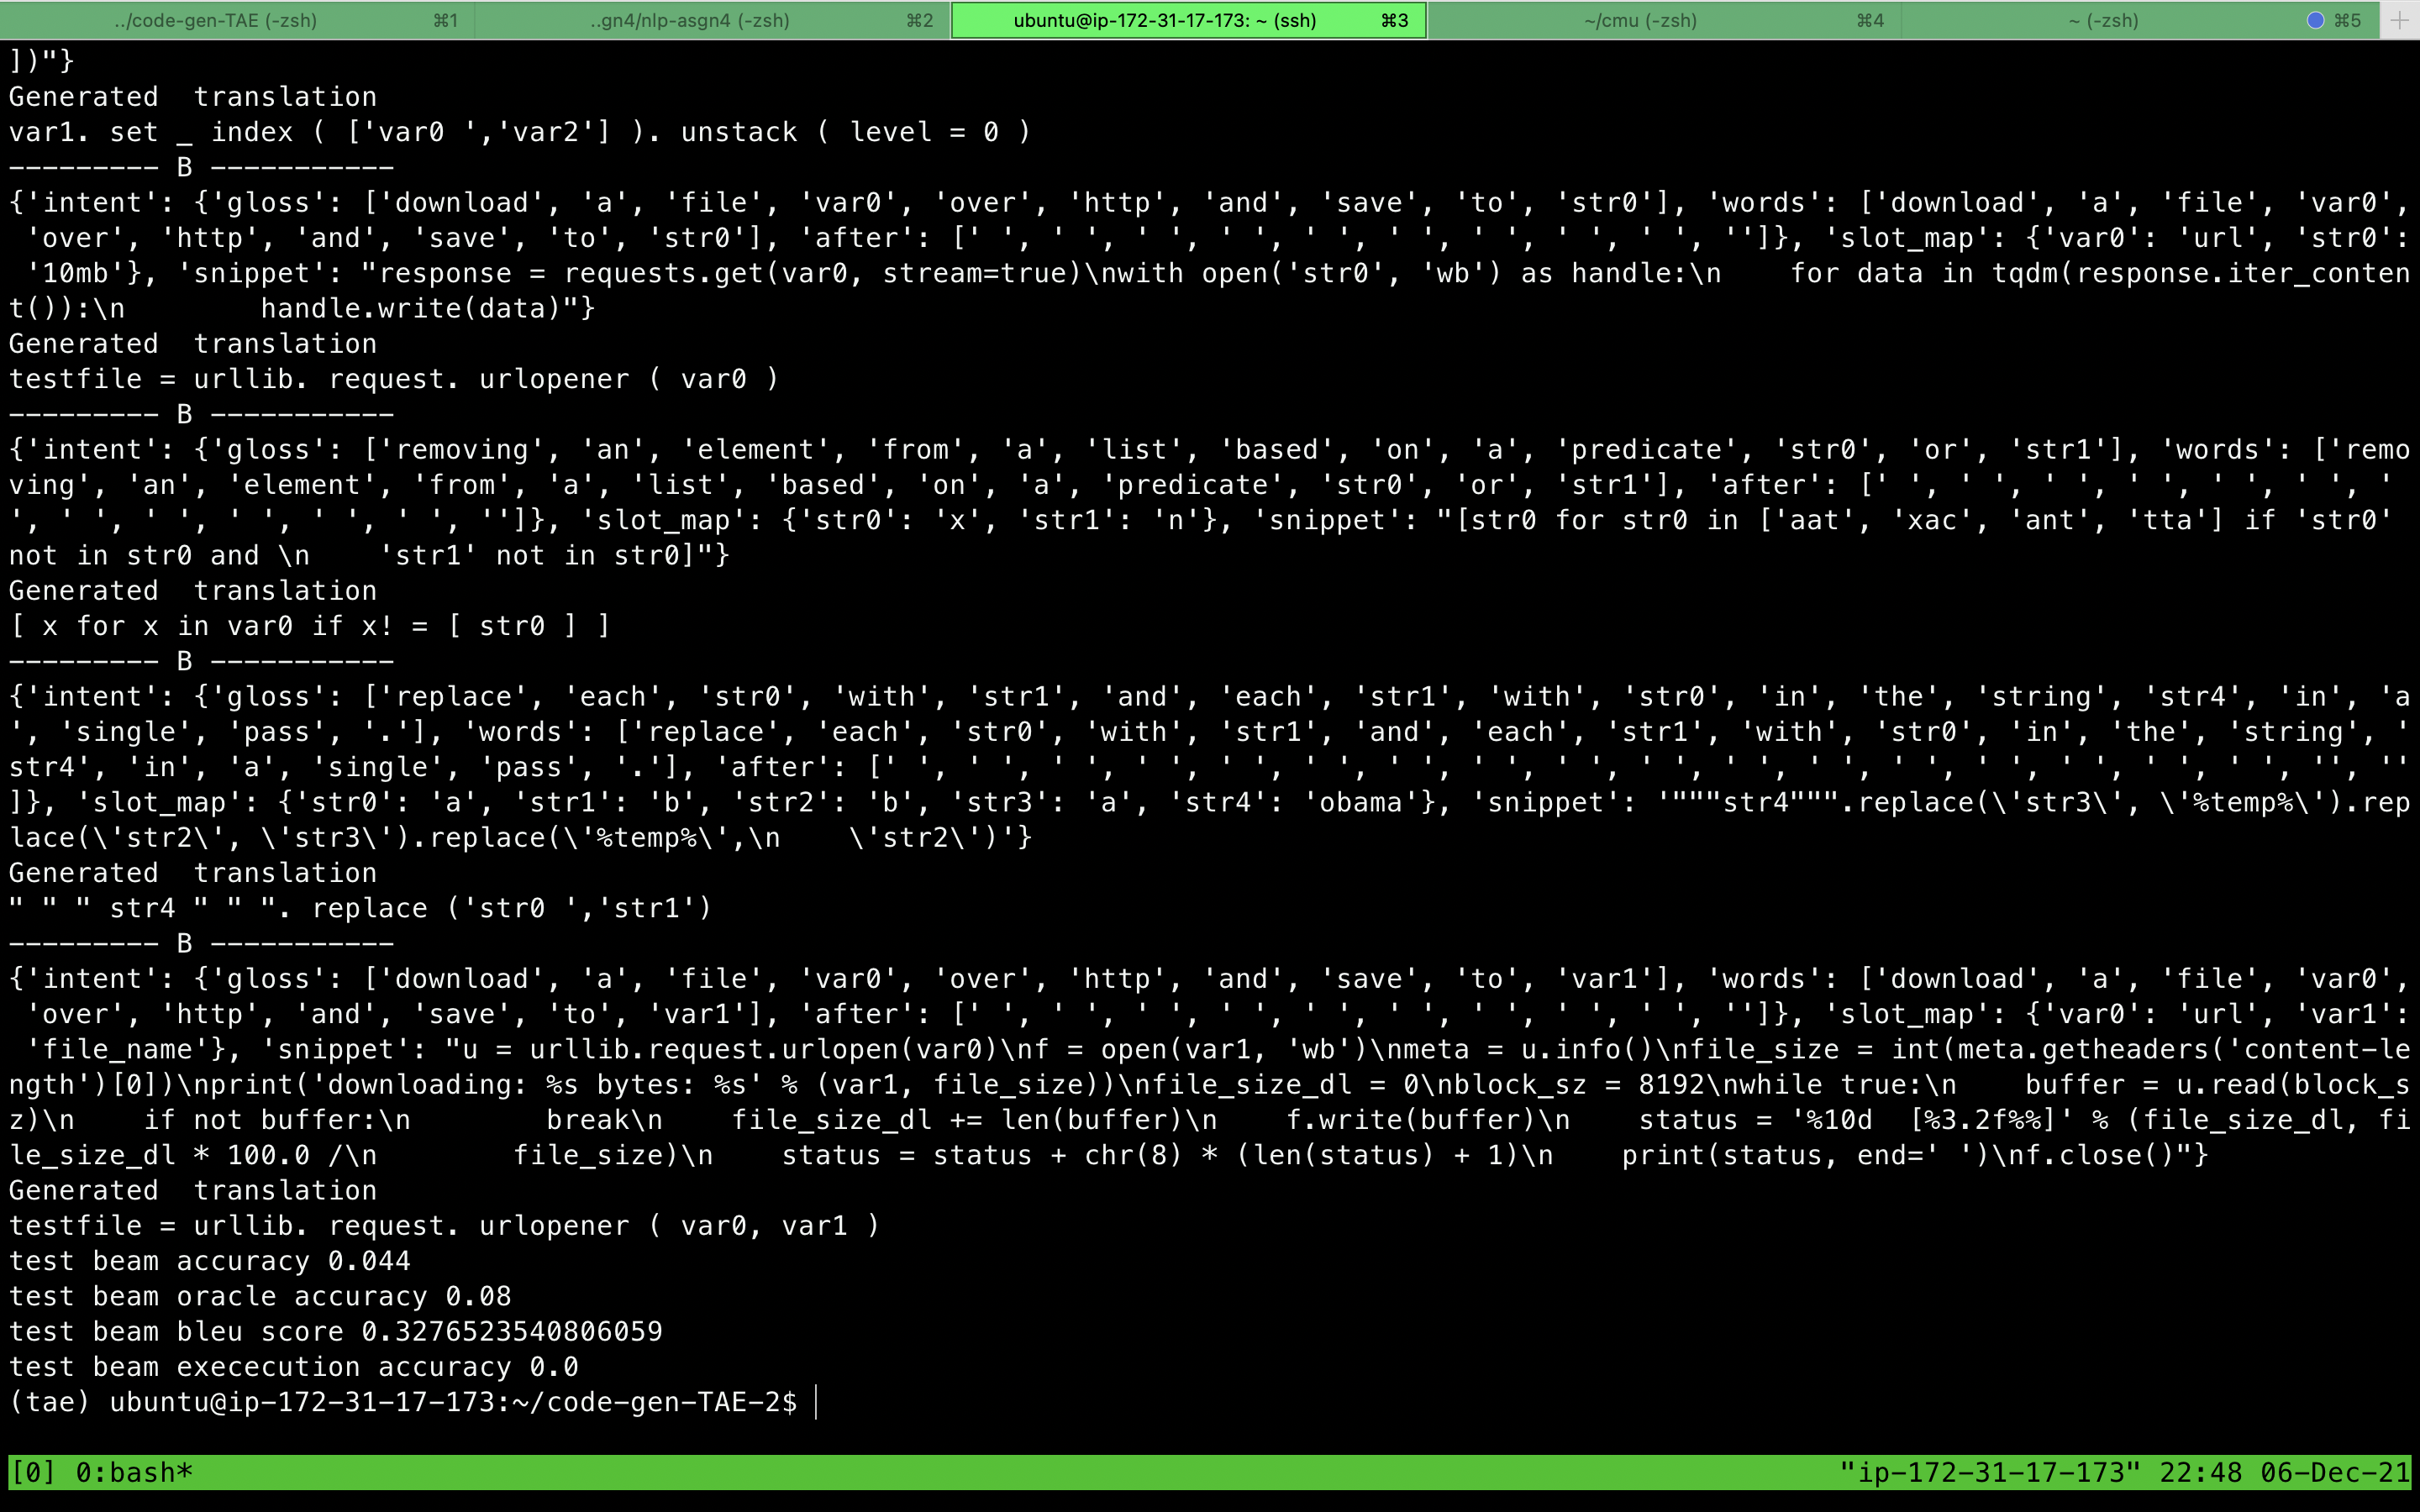 ../code-gen-TAE (-zsh) ⌘1 ..gn4/nlp-asgn4 (-zsh) ⌘2 ubuntu@ip-172-31-17-173: ~ (ssh) ⌘3 ~/cmu (-zsh) ⌘4 ~ (-zsh) ⌘5
])"}
Generated  translation
var1. set _ index ( ['var0 ','var2'] ). unstack ( level = 0 )
--------- B -----------
{'intent': {'gloss': ['download', 'a', 'file', 'var0', 'over', 'http', 'and', 'save', 'to', 'str0'], 'words': ['download', 'a', 'file', 'var0',
 'over', 'http', 'and', 'save', 'to', 'str0'], 'after': [' ', ' ', ' ', ' ', ' ', ' ', ' ', ' ', ' ', '']}, 'slot_map': {'var0': 'url', 'str0':
 '10mb'}, 'snippet': "response = requests.get(var0, stream=true)\nwith open('str0', 'wb') as handle:\n    for data in tqdm(response.iter_conten
t()):\n        handle.write(data)"}
Generated  translation
testfile = urllib. request. urlopener ( var0 )
--------- B -----------
{'intent': {'gloss': ['removing', 'an', 'element', 'from', 'a', 'list', 'based', 'on', 'a', 'predicate', 'str0', 'or', 'str1'], 'words': ['remo
ving', 'an', 'element', 'from', 'a', 'list', 'based', 'on', 'a', 'predicate', 'str0', 'or', 'str1'], 'after': [' ', ' ', ' ', ' ', ' ', ' ', '
', ' ', ' ', ' ', ' ', ' ', '']}, 'slot_map': {'str0': 'x', 'str1': 'n'}, 'snippet': "[str0 for str0 in ['aat', 'xac', 'ant', 'tta'] if 'str0'
not in str0 and \n    'str1' not in str0]"}
Generated  translation
[ x for x in var0 if x! = [ str0 ] ]
--------- B -----------
{'intent': {'gloss': ['replace', 'each', 'str0', 'with', 'str1', 'and', 'each', 'str1', 'with', 'str0', 'in', 'the', 'string', 'str4', 'in', 'a
', 'single', 'pass', '.'], 'words': ['replace', 'each', 'str0', 'with', 'str1', 'and', 'each', 'str1', 'with', 'str0', 'in', 'the', 'string', '
str4', 'in', 'a', 'single', 'pass', '.'], 'after': [' ', ' ', ' ', ' ', ' ', ' ', ' ', ' ', ' ', ' ', ' ', ' ', ' ', ' ', ' ', ' ', ' ', '', ''
]}, 'slot_map': {'str0': 'a', 'str1': 'b', 'str2': 'b', 'str3': 'a', 'str4': 'obama'}, 'snippet': '"""str4""".replace(\'str3\', \'%temp%\').rep
lace(\'str2\', \'str3\').replace(\'%temp%\',\n    \'str2\')'}
Generated  translation
" " " str4 " " ". replace ('str0 ','str1')
--------- B -----------
{'intent': {'gloss': ['download', 'a', 'file', 'var0', 'over', 'http', 'and', 'save', 'to', 'var1'], 'words': ['download', 'a', 'file', 'var0',
 'over', 'http', 'and', 'save', 'to', 'var1'], 'after': [' ', ' ', ' ', ' ', ' ', ' ', ' ', ' ', ' ', '']}, 'slot_map': {'var0': 'url', 'var1':
 'file_name'}, 'snippet': "u = urllib.request.urlopen(var0)\nf = open(var1, 'wb')\nmeta = u.info()\nfile_size = int(meta.getheaders('content-le
ngth')[0])\nprint('downloading: %s bytes: %s' % (var1, file_size))\nfile_size_dl = 0\nblock_sz = 8192\nwhile true:\n    buffer = u.read(block_s
z)\n    if not buffer:\n        break\n    file_size_dl += len(buffer)\n    f.write(buffer)\n    status = '%10d  [%3.2f%%]' % (file_size_dl, fi
le_size_dl * 100.0 /\n        file_size)\n    status = status + chr(8) * (len(status) + 1)\n    print(status, end=' ')\nf.close()"}
Generated  translation
testfile = urllib. request. urlopener ( var0, var1 )
test beam accuracy 0.044
test beam oracle accuracy 0.08
test beam bleu score 0.3276523540806059
test beam exececution accuracy 0.0
(tae) ubuntu@ip-172-31-17-173:~/code-gen-TAE-2$
[0] 0:bash* "ip-172-31-17-173" 22:48 06-Dec-21